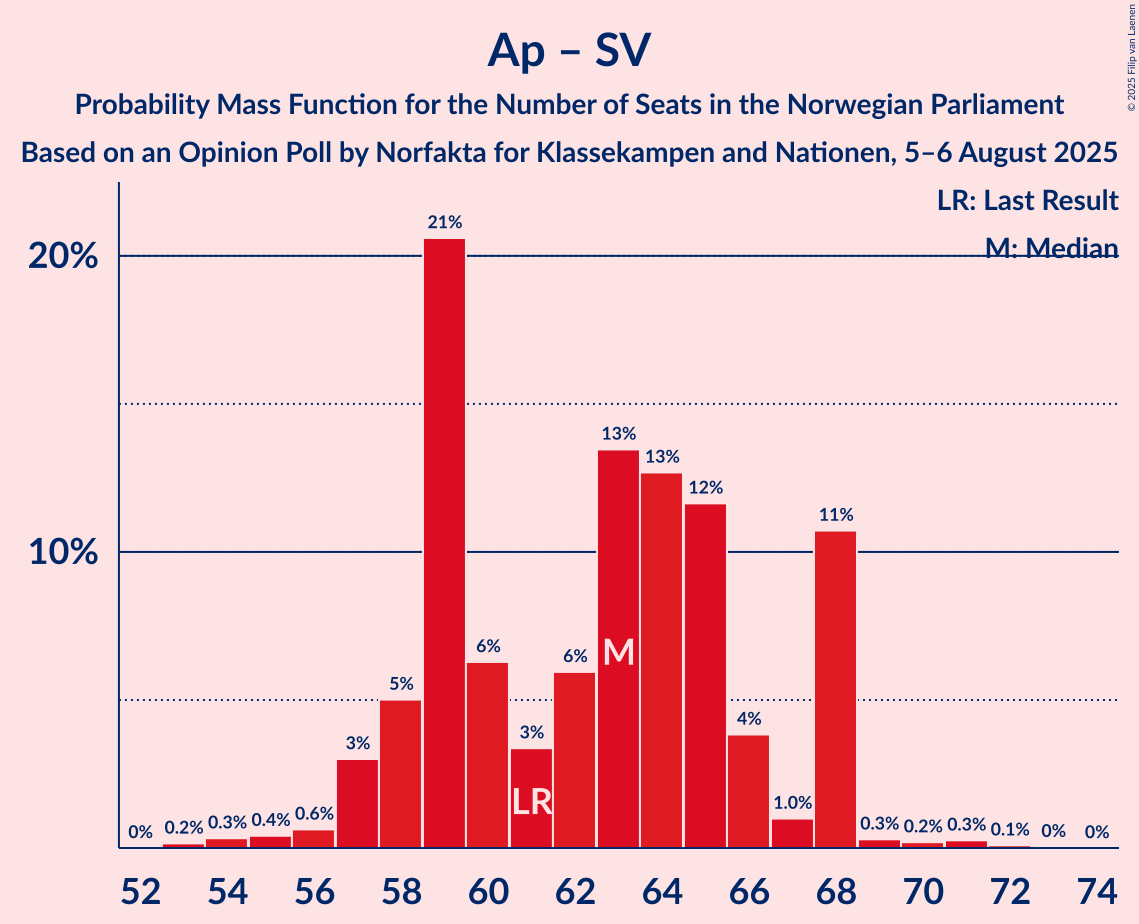 Ap – SV
Probability Mass Function for the Number of Seats in the Norwegian Parliament
Based on an Opinion Poll by Norfakta for Klassekampen and Nationen, 5–6 August 2025
© 2025 Filip van Laenen
LR: Last Result
M: Median
20%
10%
0%
0.2%
0.3%
0.4%
0.6%
3%
5%
21%
6%
3%
6%
13%
13%
12%
4%
1.0%
11%
0.3%
0.2%
0.3%
0.1%
0%
0%
M
LR
52 54 56 58 60 62 64 66 68 70 72 74